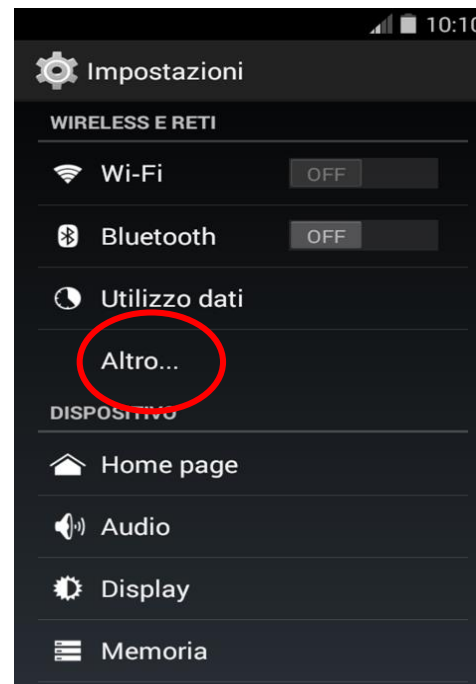 10:10
Impostazioni
WIRELESS E RETI
Wi-Fi OFF
Bluetooth OFF
Utilizzo dati
Altro...
DISPOSITIVO
Home page
Audio
Display
Memoria